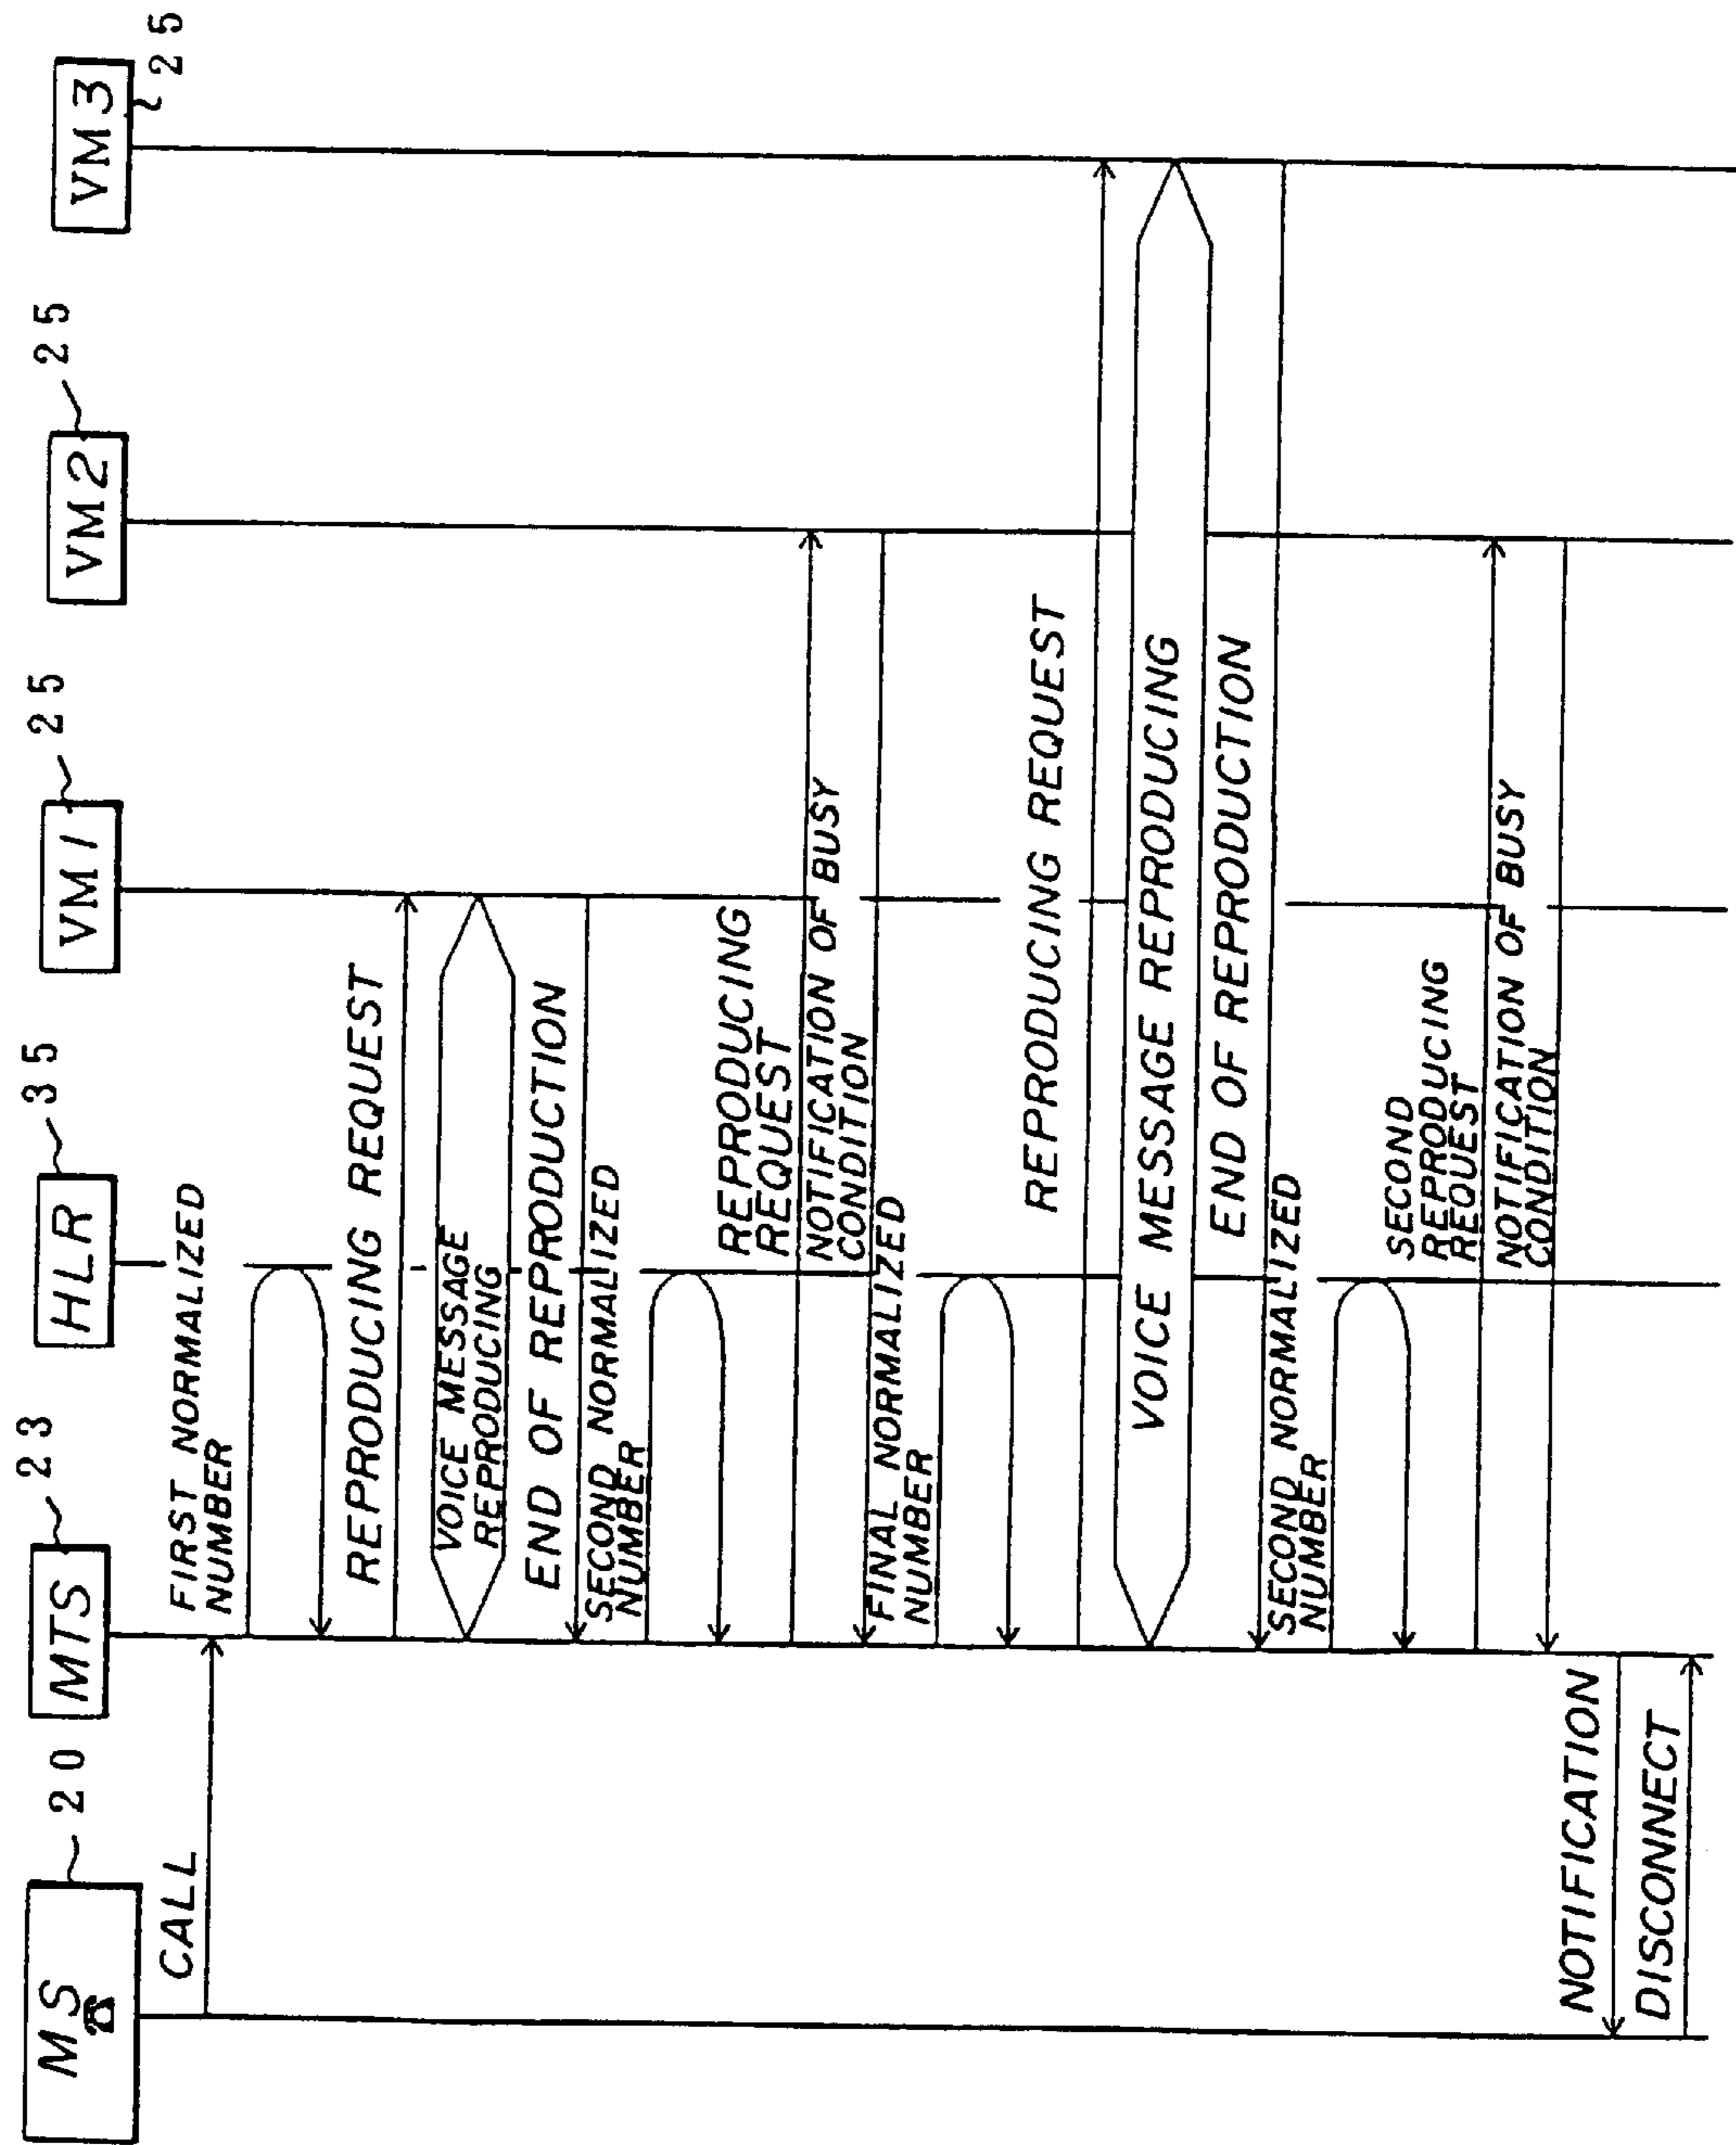 MS
20
MTS
23
HLR
35
VM1
25
VM2
25
VM3
25
CALL
FIRST NORMALIZED
NUMBER
REPRODUCING REQUEST
VOICE MESSAGE
REPRODUCING
END OF REPRODUCTION
SECOND NORMALIZED
NUMBER
REPRODUCING
REQUEST
NOTIFICATION OF BUSY
CONDITION
FINAL NORMALIZED
NUMBER
REPRODUCING REQUEST
VOICE MESSAGE REPRODUCING
END OF REPRODUCTION
SECOND NORMALIZED
NUMBER
SECOND
REPRODUCING
REQUEST
NOTIFICATION OF BUSY
CONDITION
NOTIFICATION
DISCONNECT